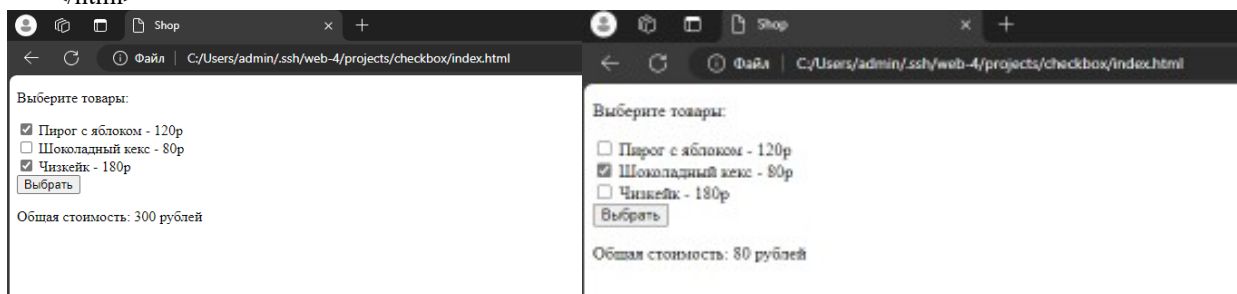 </html>
Shop
Файл C:/Users/admin/.ssh/web-4/projects/checkbox/index.html
Выберите товары:
Пирог с яблоком - 120р
Шоколадный кекс - 80р
Чизкейк - 180р
Выбрать
Общая стоимость: 300 рублей
Shop
Файл C:/Users/admin/.ssh/web-4/projects/checkbox/index.html
Выберите товары:
Пирог с яблоком - 120р
Шоколадный кекс - 80р
Чизкейк - 180р
Выбрать
Общая стоимость: 80 рублей